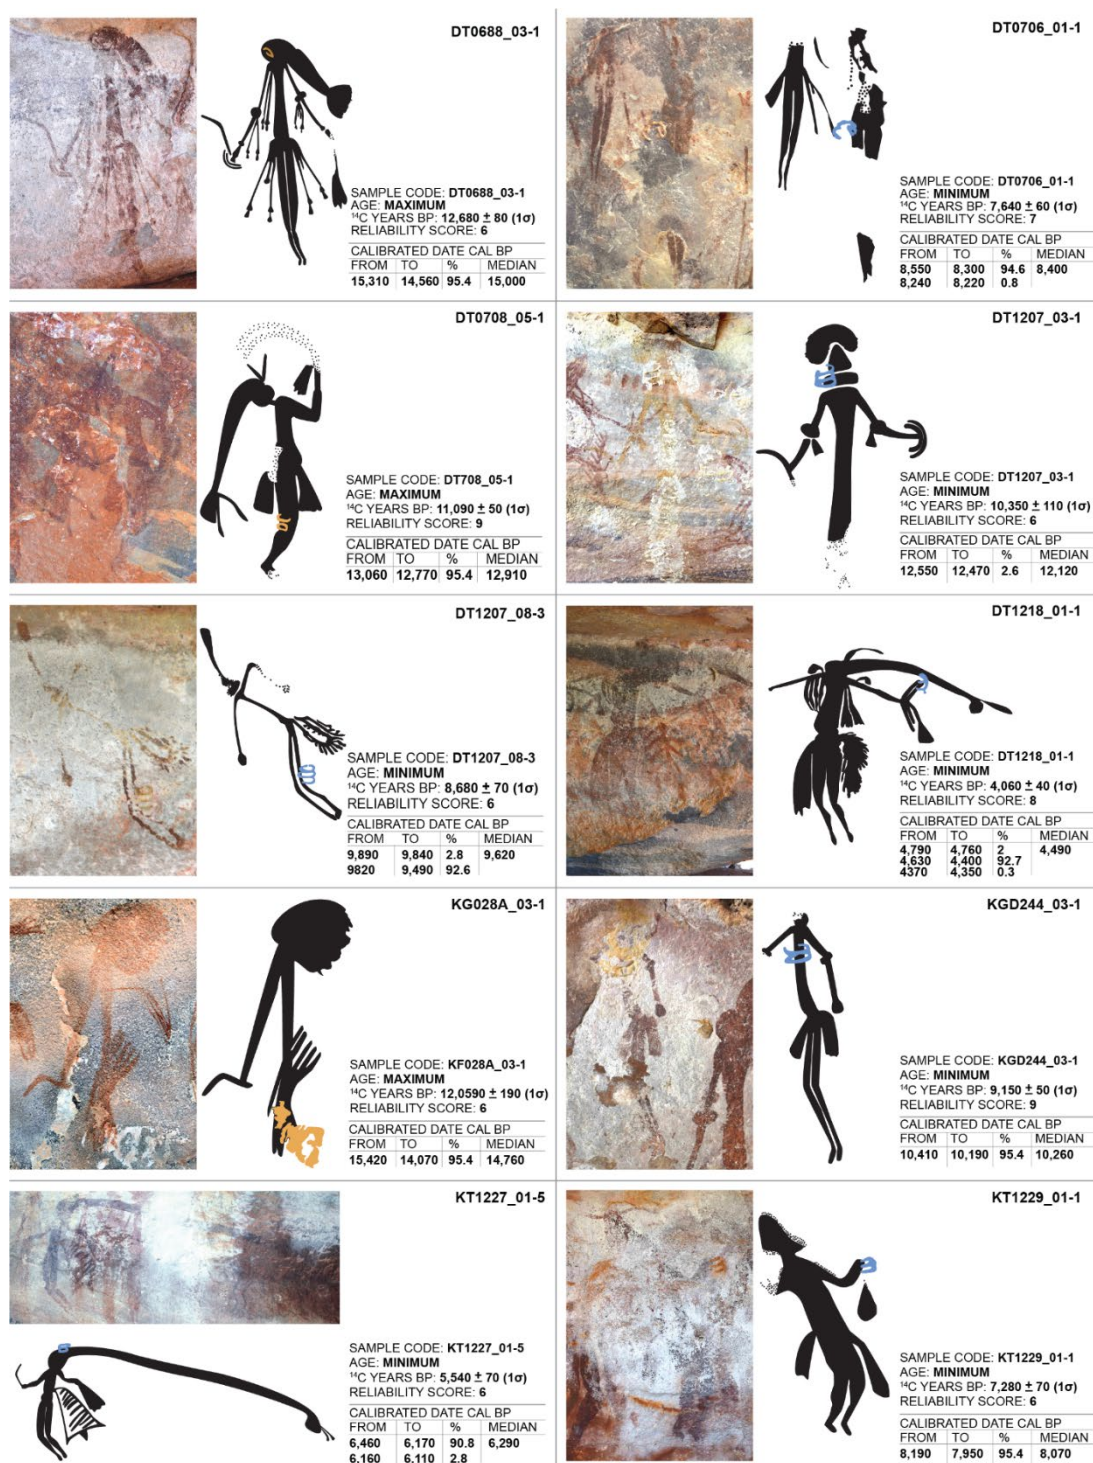 DT0688_03-1
SAMPLE CODE: DT0688_03-1
AGE: MAXIMUM
¹⁴C YEARS BP: 12,680 ± 80 (1σ)
RELIABILITY SCORE: 6
CALIBRATED DATE CAL BP
FROM TO % MEDIAN
15,310 14,560 95.4 15,000
DT0706_01-1
SAMPLE CODE: DT0706_01-1
AGE: MINIMUM
¹⁴C YEARS BP: 7,640 ± 60 (1σ)
RELIABILITY SCORE: 7
CALIBRATED DATE CAL BP
FROM TO % MEDIAN
8,550 8,300 94.6 8,400
8,240 8,220 0.8
DT0708_05-1
SAMPLE CODE: DT708_05-1
AGE: MAXIMUM
¹⁴C YEARS BP: 11,090 ± 50 (1σ)
RELIABILITY SCORE: 9
CALIBRATED DATE CAL BP
FROM TO % MEDIAN
13,060 12,770 95.4 12,910
DT1207_03-1
SAMPLE CODE: DT1207_03-1
AGE: MINIMUM
¹⁴C YEARS BP: 10,350 ± 110 (1σ)
RELIABILITY SCORE: 6
CALIBRATED DATE CAL BP
FROM TO % MEDIAN
12,550 12,470 2.6 12,120
DT1207_08-3
SAMPLE CODE: DT1207_08-3
AGE: MINIMUM
¹⁴C YEARS BP: 8,680 ± 70 (1σ)
RELIABILITY SCORE: 6
CALIBRATED DATE CAL BP
FROM TO % MEDIAN
9,890 9,840 2.8 9,620
9820 9,490 92.6
DT1218_01-1
SAMPLE CODE: DT1218_01-1
AGE: MINIMUM
¹⁴C YEARS BP: 4,060 ± 40 (1σ)
RELIABILITY SCORE: 8
CALIBRATED DATE CAL BP
FROM TO % MEDIAN
4,790 4,760 2 4,490
4,630 4,400 92.7
4370 4,350 0.3
KG028A_03-1
SAMPLE CODE: KF028A_03-1
AGE: MAXIMUM
¹⁴C YEARS BP: 12,0590 ± 190 (1σ)
RELIABILITY SCORE: 6
CALIBRATED DATE CAL BP
FROM TO % MEDIAN
15,420 14,070 95.4 14,760
KGD244_03-1
SAMPLE CODE: KGD244_03-1
AGE: MINIMUM
¹⁴C YEARS BP: 9,150 ± 50 (1σ)
RELIABILITY SCORE: 9
CALIBRATED DATE CAL BP
FROM TO % MEDIAN
10,410 10,190 95.4 10,260
KT1227_01-5
SAMPLE CODE: KT1227_01-5
AGE: MINIMUM
¹⁴C YEARS BP: 5,540 ± 70 (1σ)
RELIABILITY SCORE: 6
CALIBRATED DATE CAL BP
FROM TO % MEDIAN
6,460 6,170 90.8 6,290
6,160 6,110 2.8
KT1229_01-1
SAMPLE CODE: KT1229_01-1
AGE: MINIMUM
¹⁴C YEARS BP: 7,280 ± 70 (1σ)
RELIABILITY SCORE: 6
CALIBRATED DATE CAL BP
FROM TO % MEDIAN
8,190 7,950 95.4 8,070